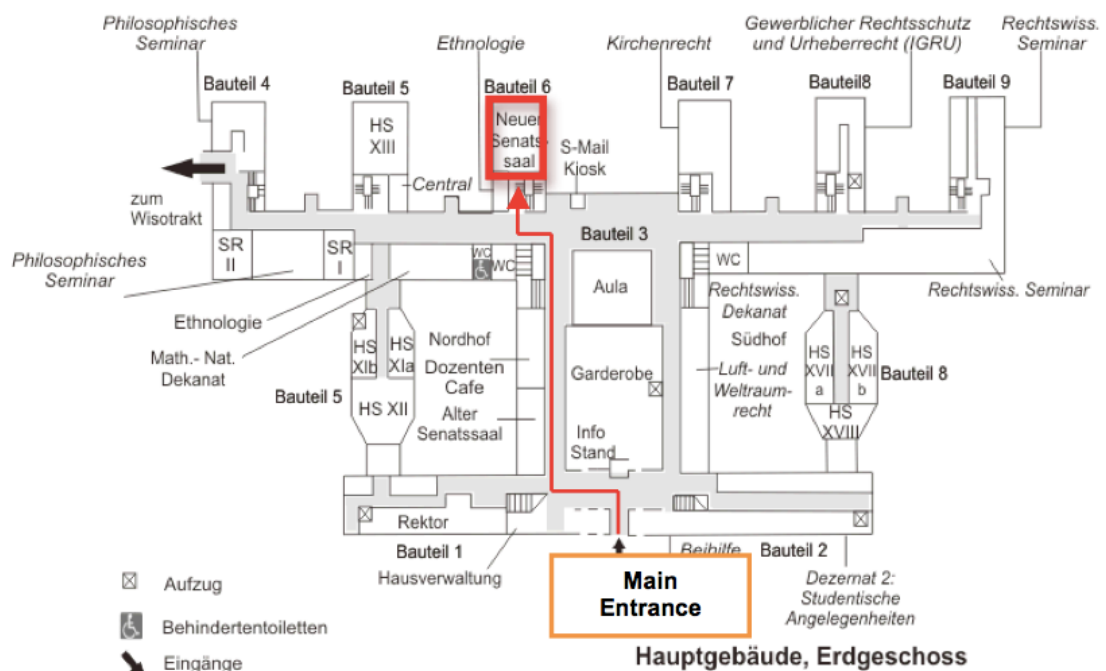 Philosophisches
Seminar
Ethnologie
Kirchenrecht
Gewerblicher Rechtsschutz
und Urheberrecht (IGRU)
Rechtswiss.
Seminar
Bauteil 4
Bauteil 5
Bauteil 6
Bauteil 7
Bauteil8
Bauteil 9
HS
XIII
Neuer
Senats-
saal
S-Mail
Kiosk
Central
zum
Wisotrakt
Bauteil 3
SR
II
SR
I
WC
WC
WC
Philosophisches
Seminar
Aula
Rechtswiss.
Dekanat
Rechtswiss. Seminar
Ethnologie
Math.- Nat.
Dekanat
Nordhof
Dozenten
Cafe
Alter
Senatssaal
HS
XIb
HS
XIa
HS XII
Bauteil 5
Garderobe
Info
Stand
Südhof
Luft- und
Weltraum-
recht
HS
XVII
a
HS
XVII
b
HS
XVIII
Bauteil 8
Rektor
Bauteil 1
Hausverwaltung
Beihilfe
Bauteil 2
Dezernat 2:
Studentische
Angelegenheiten
Main
Entrance
Aufzug
Behindertentoiletten
Eingänge
Hauptgebäude, Erdgeschoss